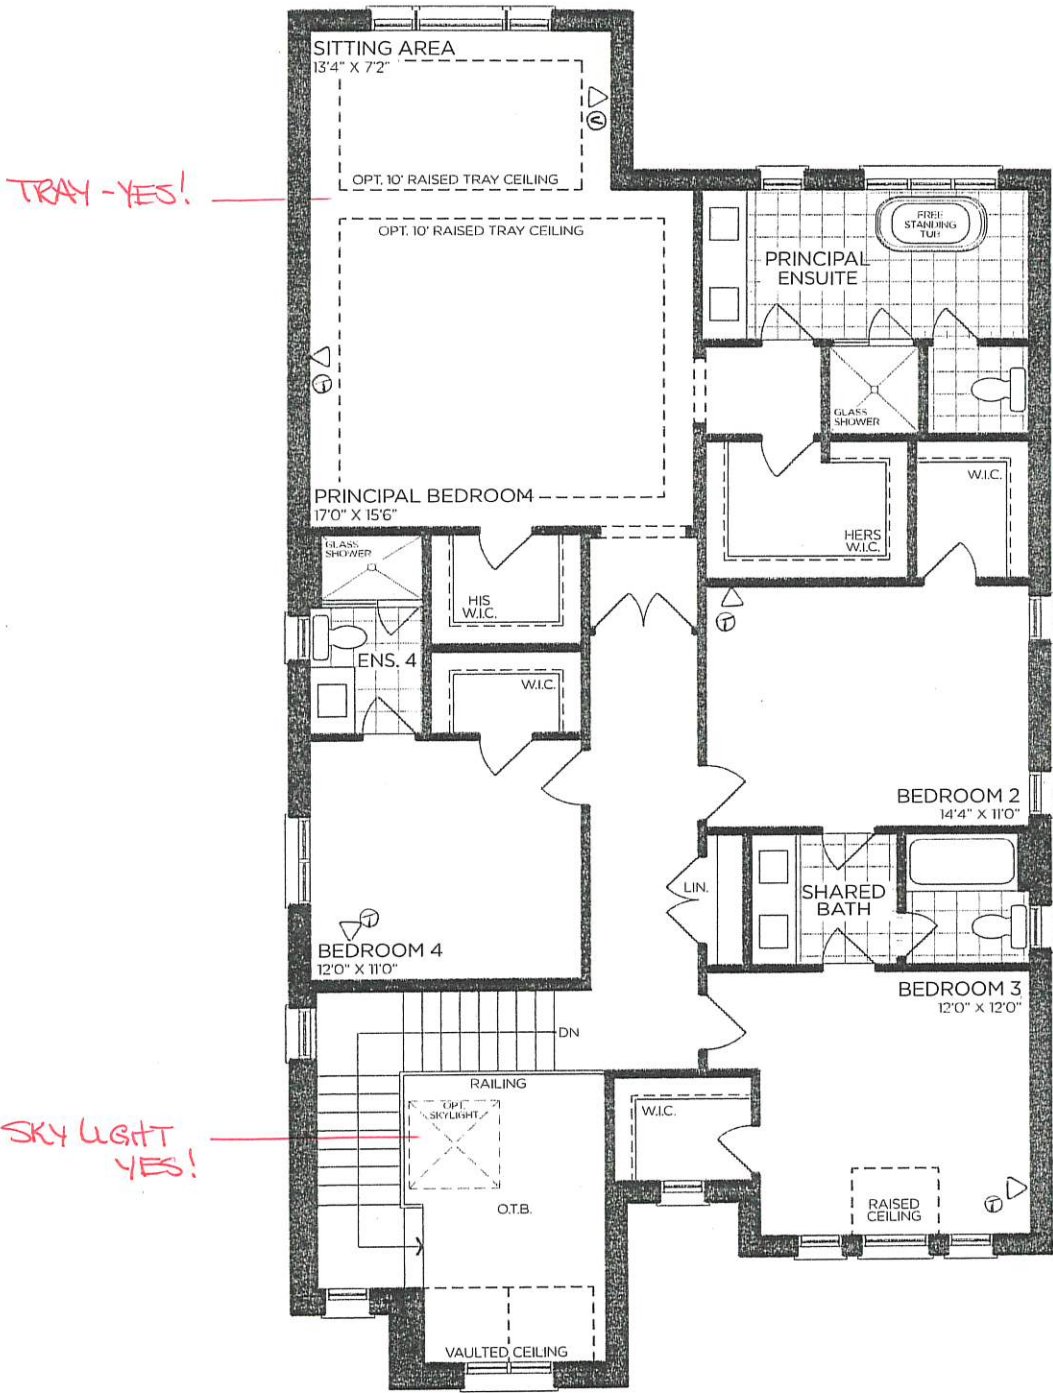 SITTING AREA
13'4" X 7'2"
V
TRAY - YES!
OPT. 10' RAISED TRAY CEILING
OPT. 10' RAISED TRAY CEILING
FREE
STANDING
TUB
PRINCIPAL
ENSUITE
T
GLASS
SHOWER
W.I.C.
PRINCIPAL BEDROOM
17'0" X 15'6"
HERS
W.I.C.
GLASS
SHOWER
HIS
W.I.C.
T
ENS. 4
W.I.C.
BEDROOM 2
14'4" X 11'0"
LIN.
SHARED
BATH
T
BEDROOM 4
12'0" X 11'0"
BEDROOM 3
12'0" X 12'0"
DN
RAILING
OPT.
SKYLIGHT
W.I.C.
SKY LIGHT
YES!
O.T.B.
RAISED
CEILING
T
VAULTED CEILING